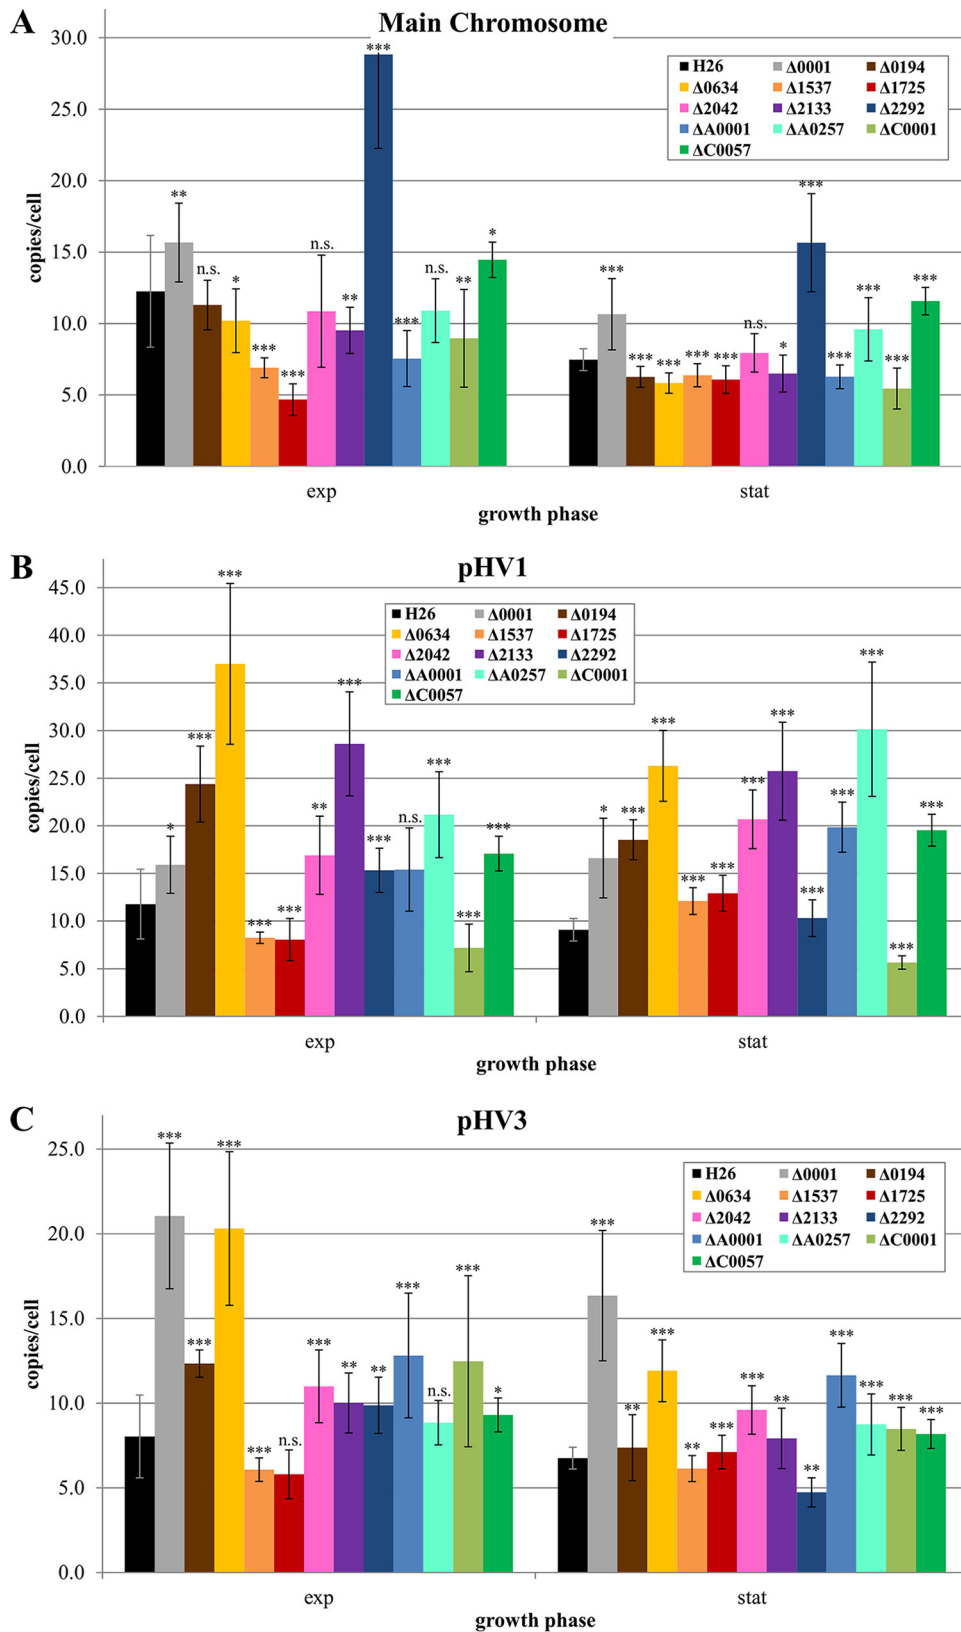 A
Main Chromosome
30.0
25.0
20.0
15.0
10.0
5.0
0.0
copies/cell
H26 Δ0001 Δ0194
Δ0634 Δ1537 Δ1725
Δ2042 Δ2133 Δ2292
ΔA0001 ΔA0257 ΔC0001
ΔC0057
** n.s. * *** *** n.s. ** *** *** n.s. ** *
*** *** *** *** *** n.s. * *** *** *** *** ***
exp stat
growth phase
B
pHV1
45.0
40.0
35.0
30.0
25.0
20.0
15.0
10.0
5.0
0.0
copies/cell
H26 Δ0001 Δ0194
Δ0634 Δ1537 Δ1725
Δ2042 Δ2133 Δ2292
ΔA0001 ΔA0257 ΔC0001
ΔC0057
* *** *** *** *** ** *** *** n.s. *** *** ***
* *** *** *** *** *** *** *** *** *** *** ***
exp stat
growth phase
C
pHV3
25.0
20.0
15.0
10.0
5.0
0.0
copies/cell
H26 Δ0001 Δ0194
Δ0634 Δ1537 Δ1725
Δ2042 Δ2133 Δ2292
ΔA0001 ΔA0257 ΔC0001
ΔC0057
*** *** *** *** n.s. *** ** ** *** n.s. *** *
*** ** *** ** *** *** ** ** *** *** *** ***
exp stat
growth phase